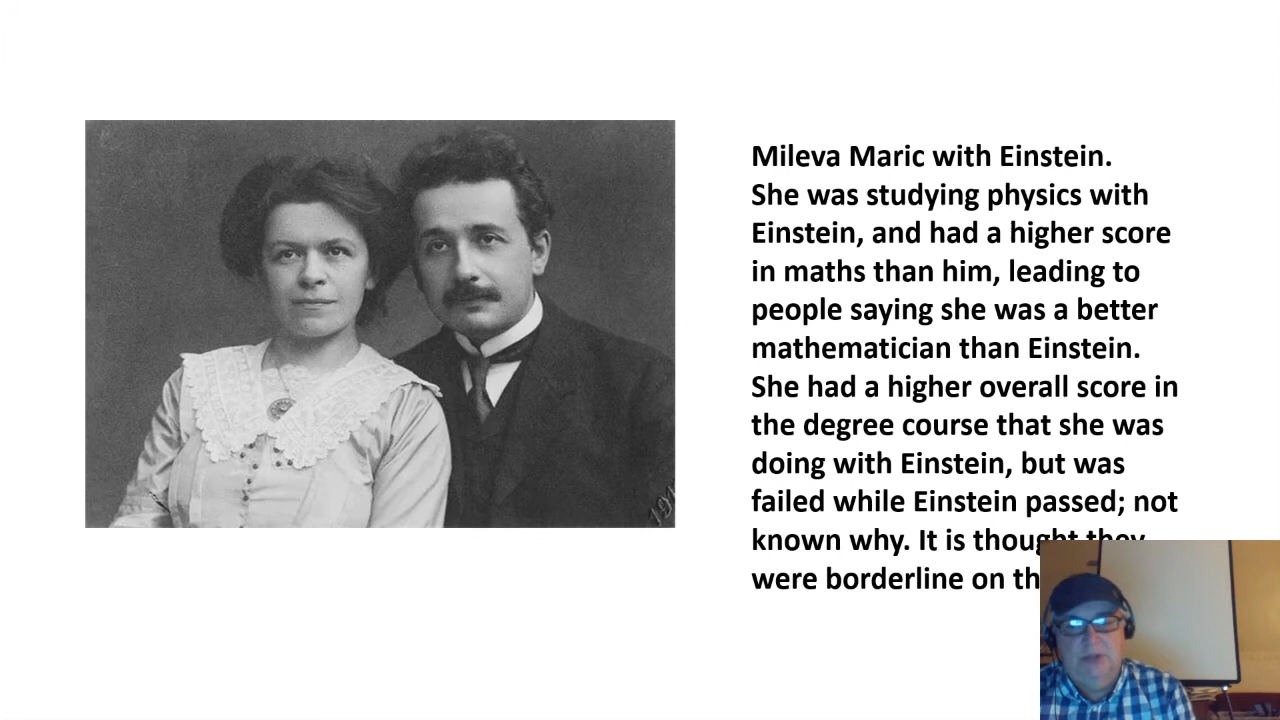 Mileva Maric with Einstein.
She was studying physics with
Einstein, and had a higher score
in maths than him, leading to
people saying she was a better
mathematician than Einstein.
She had a higher overall score in
the degree course that she was
doing with Einstein, but was
failed while Einstein passed; not
known why. It is thought they
were borderline on